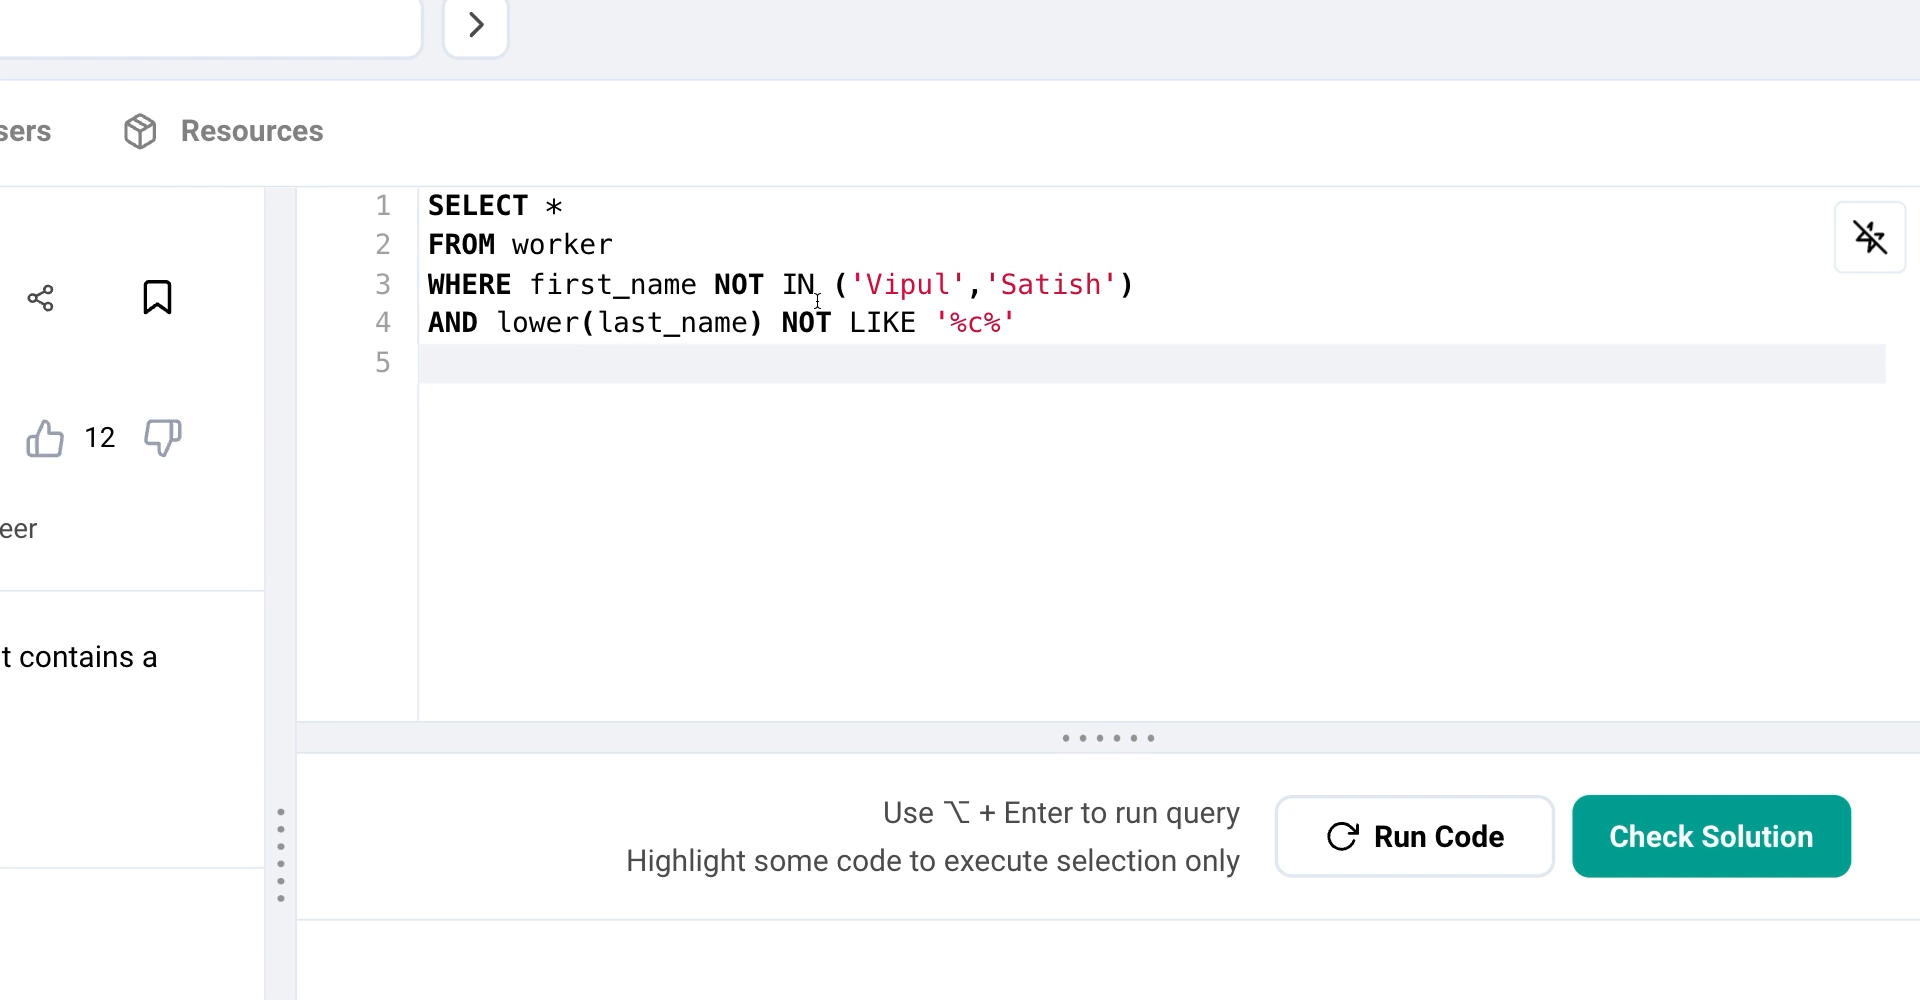 sers Resources
1 SELECT *
2 FROM worker
3 WHERE first_name NOT IN ('Vipul','Satish')
4 AND lower(last_name) NOT LIKE '%c%'
5
12
eer
t contains a
Use ⌥ + Enter to run query
Highlight some code to execute selection only
Run Code
Check Solution